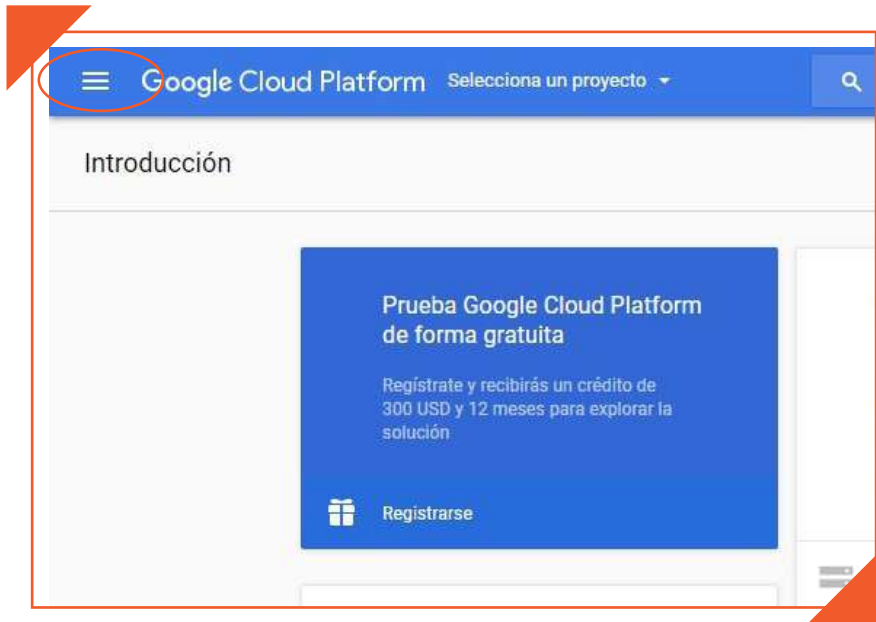 Google Cloud Platform Selecciona un proyecto
Introducción
Prueba Google Cloud Platform
de forma gratuita
Regístrate y recibirás un crédito de
300 USD y 12 meses para explorar la
solución
Registrarse